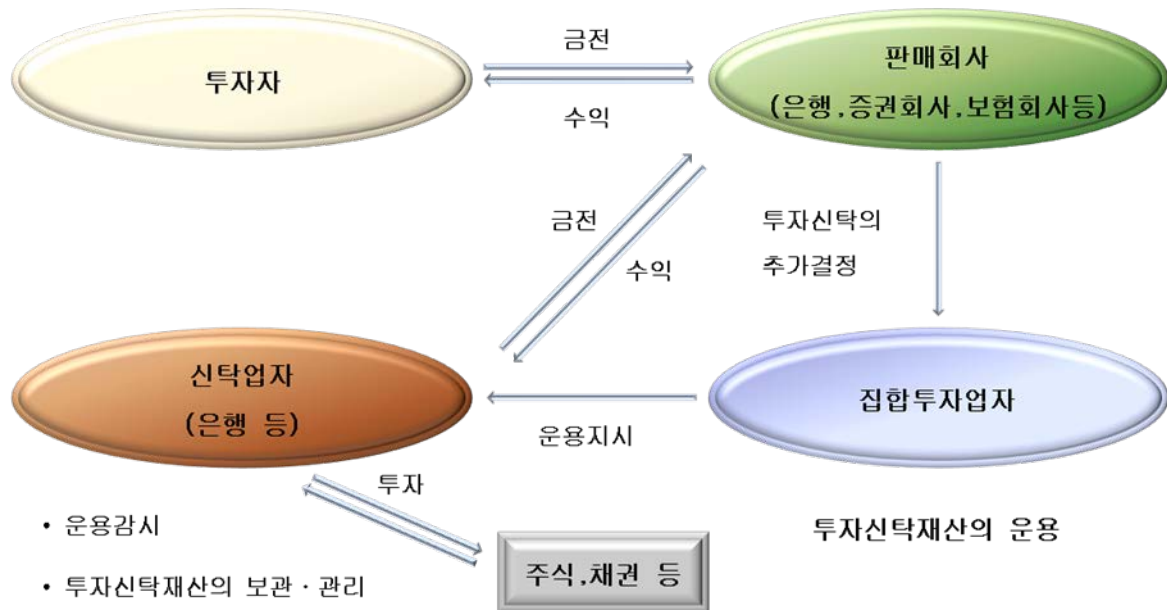 투자자
금전
수익
판매회사
(은행,증권회사,보험회사등)
금전
수익
투자신탁의
추가결정
신탁업자
(은행 등)
운용지시
집합투자업자
투자
• 운용감시
• 투자신탁재산의 보관 · 관리
주식,채권 등
투자신탁재산의 운용